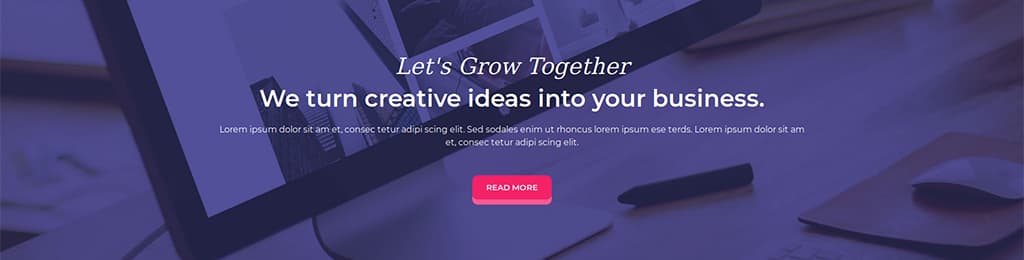 Let's Grow Together
We turn creative ideas into your business.
Lorem ipsum dolor sit am et, consec tetur adipi scing elit. Sed sodales enim ut rhoncus lorem ipsum ese terds. Lorem ipsum dolor sit am
et, consec tetur adipi scing elit.
READ MORE